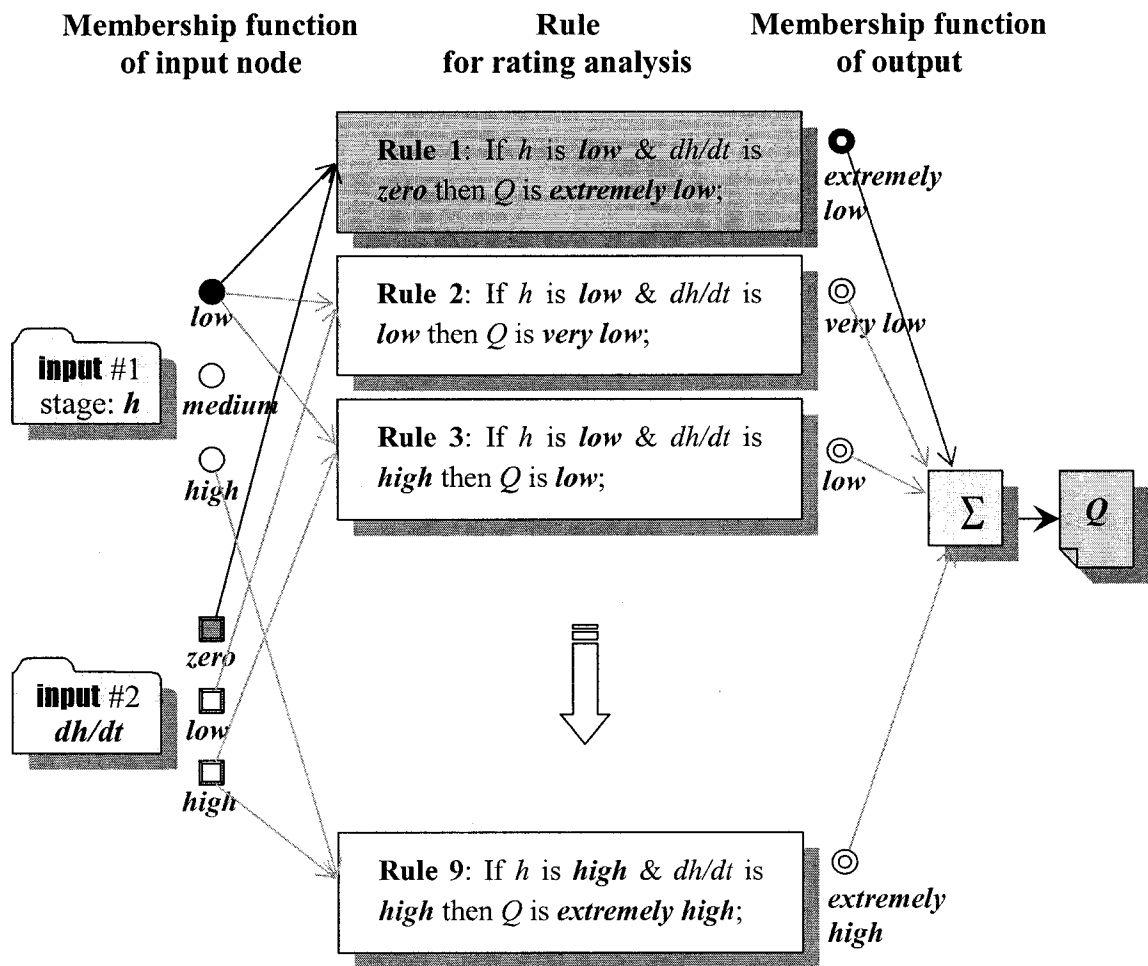 Membership function
of input node
Rule
for rating analysis
Membership function
of output
Rule 1: If h is low & dh/dt is
zero then Q is extremely low;
extremely
low
Rule 2: If h is low & dh/dt is
low then Q is very low;
very low
Rule 3: If h is low & dh/dt is
high then Q is low;
low
low
input #1
stage: h
medium
high
Σ
Q
zero
input #2
dh/dt
low
high
Rule 9: If h is high & dh/dt is
high then Q is extremely high;
extremely
high